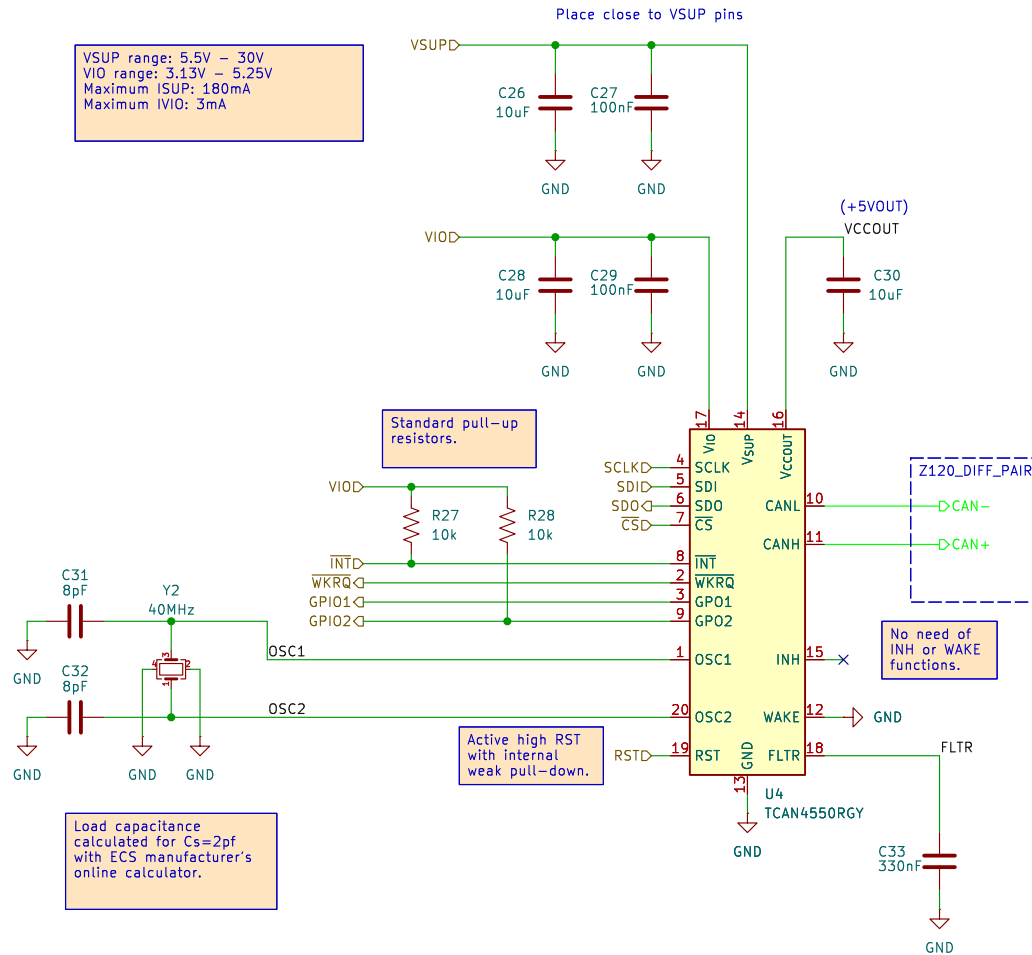 Place close to VSUP pins
VSUP
VSUP range: 5.5V – 30V
VIO range: 3.13V – 5.25V
Maximum ISUP: 180mA
Maximum IVIO: 3mA
C26
10uF
C27
100nF
GND
GND
(+5VOUT)
VCCOUT
VIO
C28
10uF
C29
100nF
C30
10uF
GND
GND
GND
Standard pull-up
resistors.
17
14
16
VIO
VSUP
VCCOUT
SCLK
4
SCLK
SDI
5
SDI
SDO
6
SDO
CS
7
CS
Z120_DIFF_PAIR
CANL
10
CAN-
CANH
11
CAN+
VIO
R27
10k
R28
10k
INT
8
INT
WKRQ
2
WKRQ
GPIO1
3
GPO1
GPIO2
9
GPO2
C31
8pF
Y2
40MHz
GND
3
4
2
1
OSC1
1
OSC1
INH
15
No need of
INH or WAKE
functions.
C32
8pF
OSC2
20
OSC2
WAKE
12
GND
GND
GND
GND
Active high RST
with internal
weak pull-down.
RST
19
RST
GND
13
FLTR
18
FLTR
U4
TCAN4550RGY
GND
Load capacitance
calculated for Cs=2pf
with ECS manufacturer's
online calculator.
C33
330nF
GND